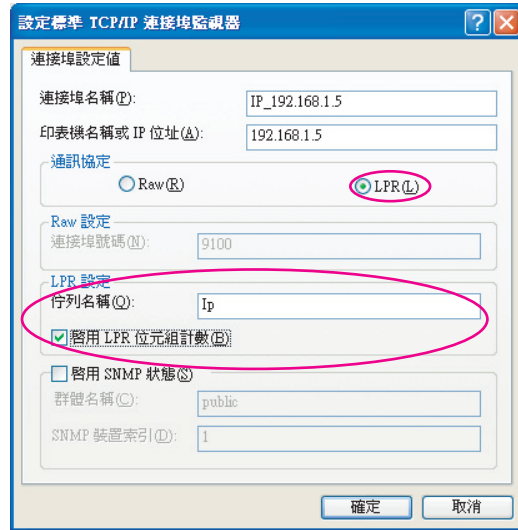 設定標準 TCP/IP 連接埠監視器
連接埠設定值
連接埠名稱(P): IP_192.168.1.5
印表機名稱或 IP 位址(A): 192.168.1.5
通訊協定
Raw(R) LPR(L)
Raw 設定
連接埠號碼(N): 9100
LPR 設定
佇列名稱(Q): Ip
啓用 LPR 位元組計數(B)
啓用 SNMP 狀態(S)
群體名稱(C): public
SNMP 裝置索引(D): 1
確定 取消